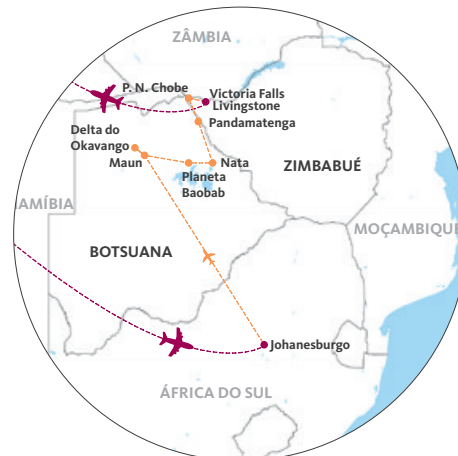 ZÂMBIA
P. N. Chobe
Victoria Falls
Livingstone
Pandamatenga
Delta do
Okavango
Maun
Nata
Planeta
Baobab
ZIMBABUÉ
AMÍBIA
MOÇAMBIQUE
BOTSUANA
Johanesburgo
ÁFRICA DO SUL